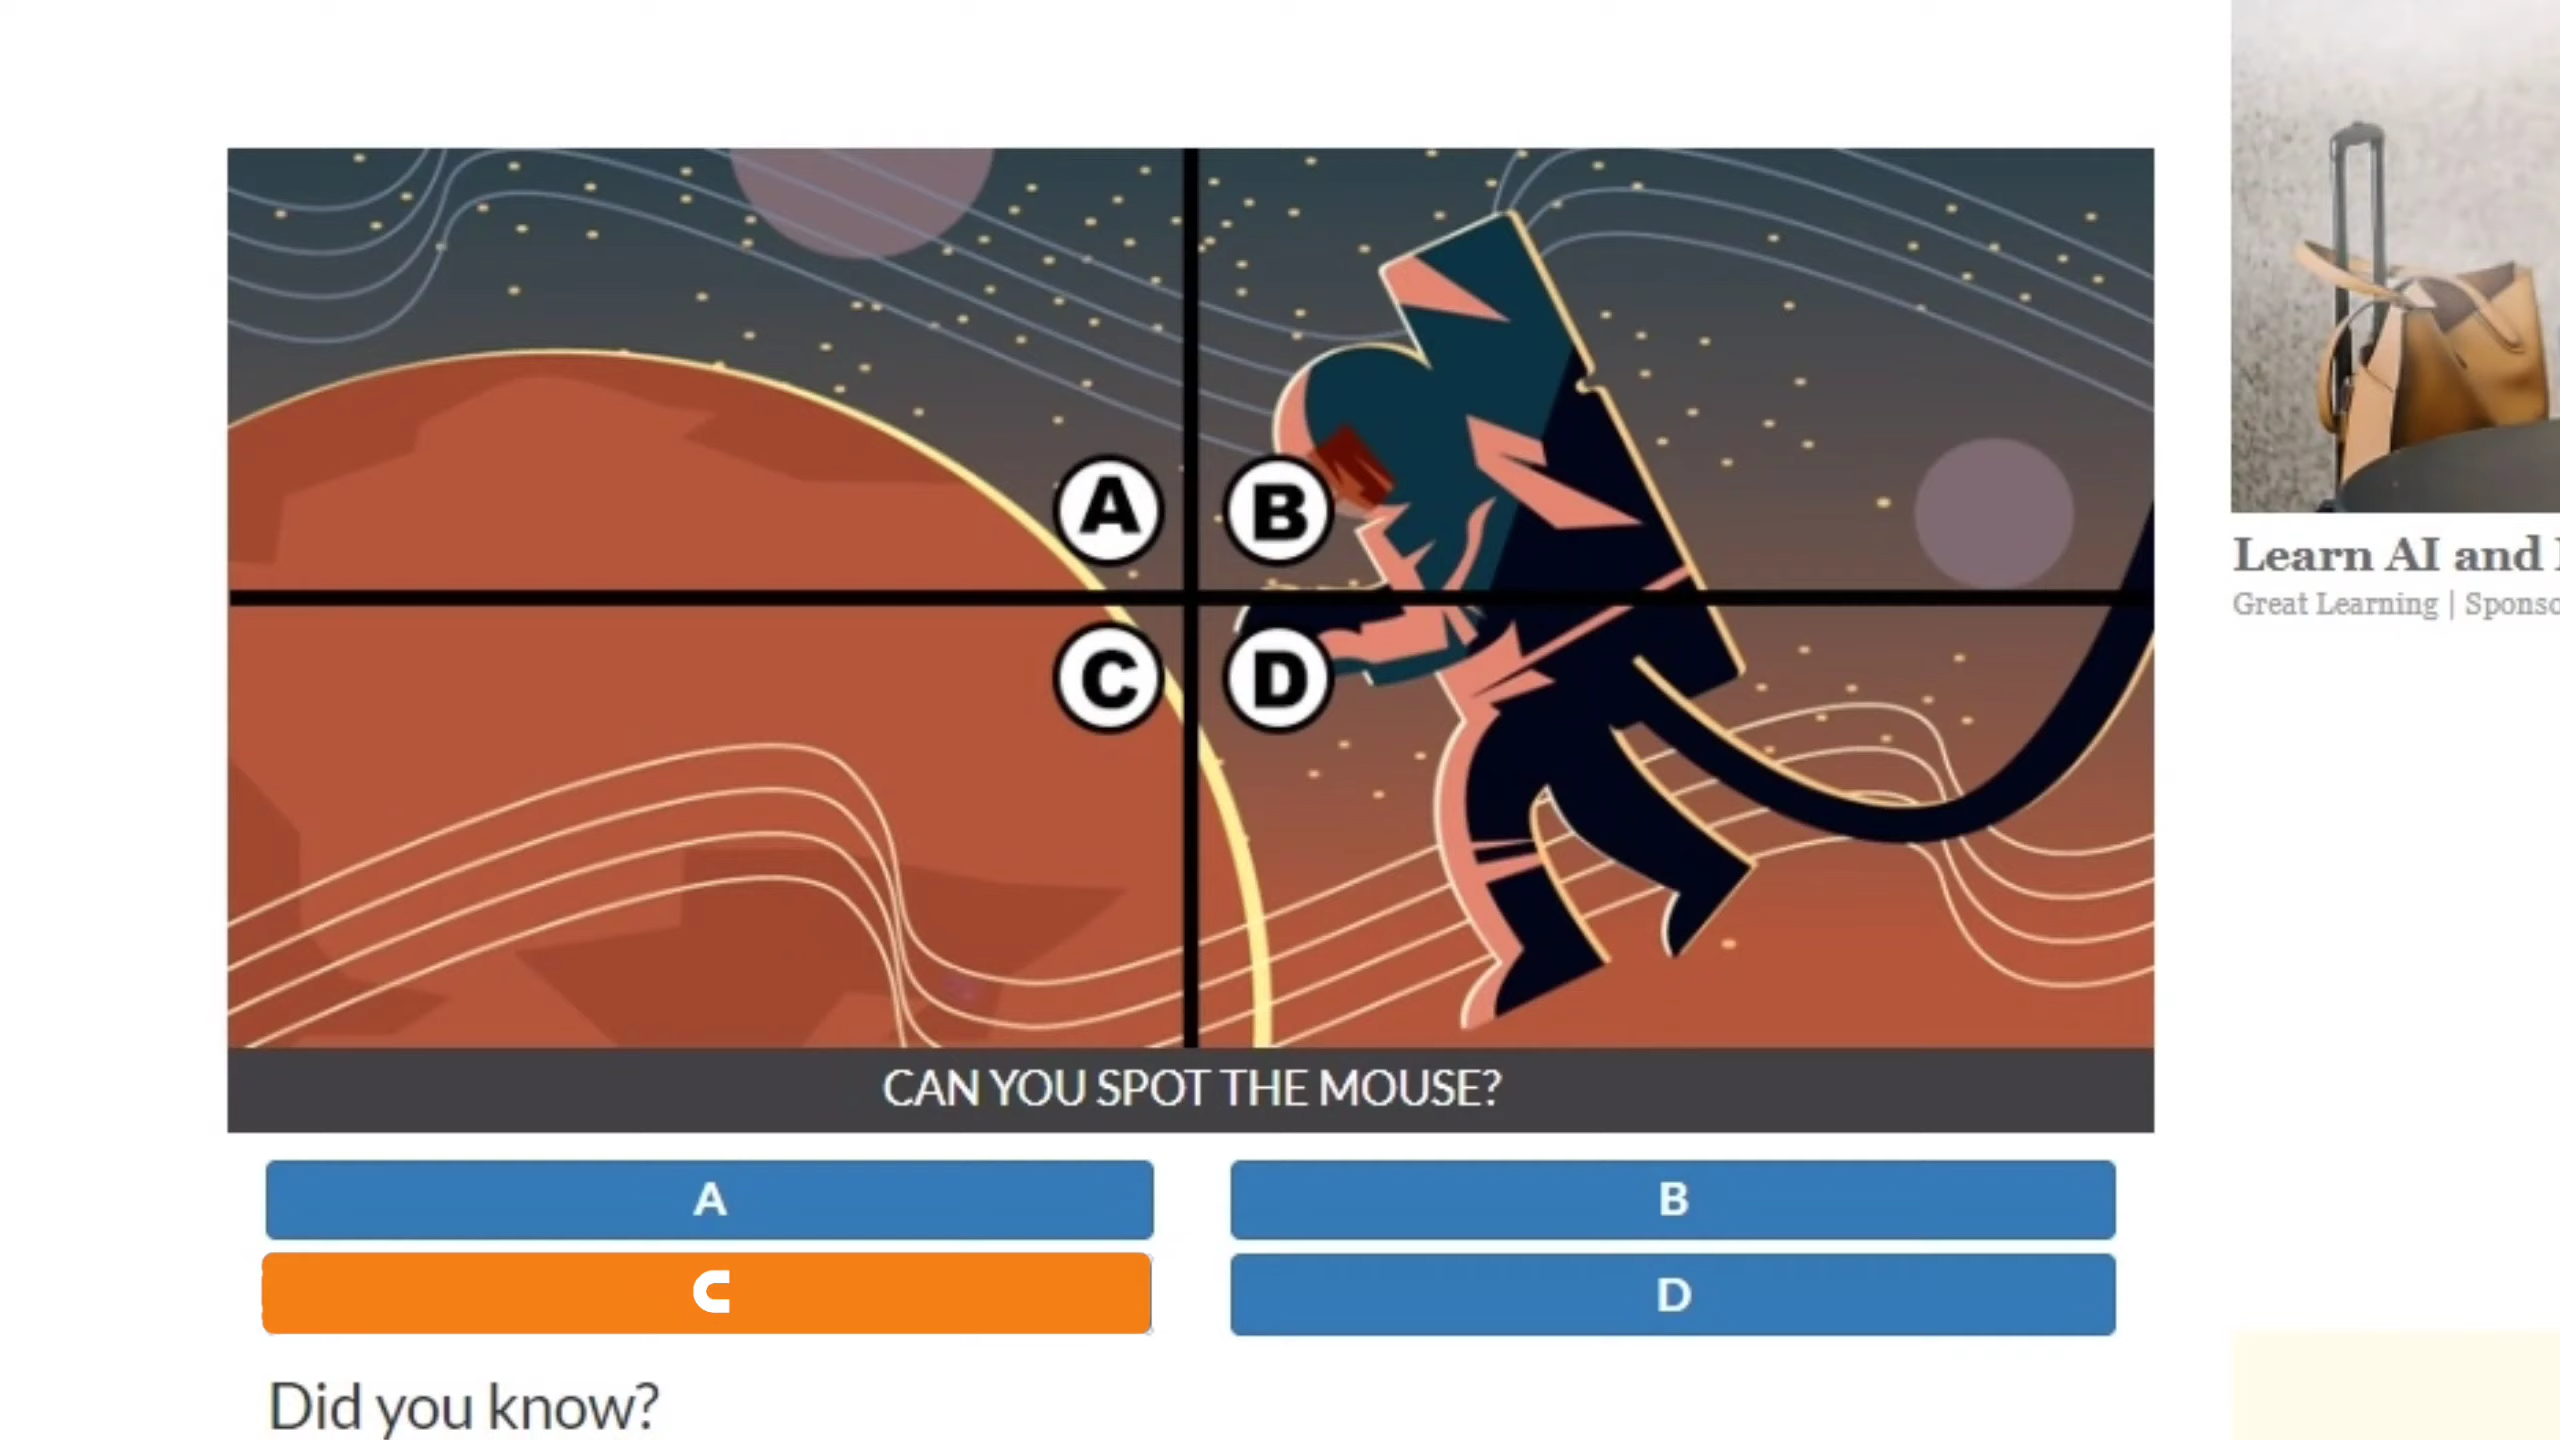 A
B
C
D
CAN YOU SPOT THE MOUSE?
A
B
C
D
Did you know?
Learn AI and
Great Learning | Sponso